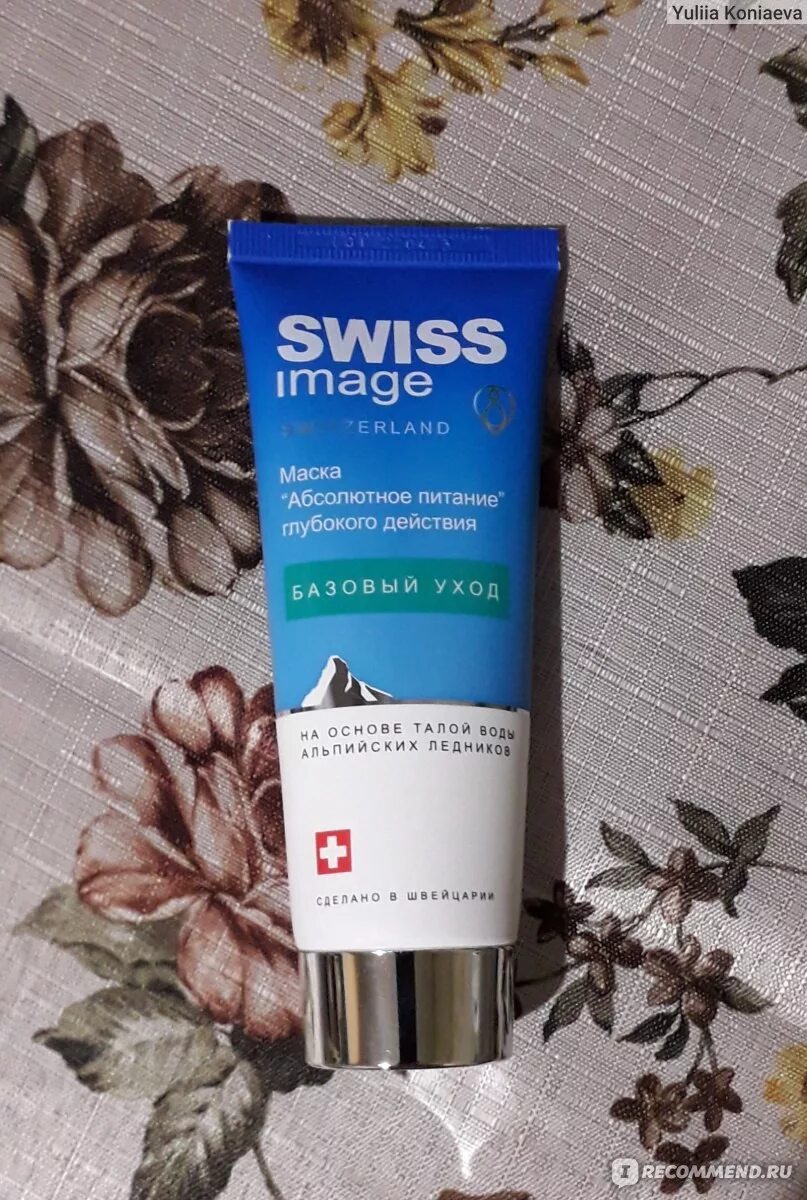 Yuliia Koniaeva
SWISS
image
SWITZERLAND
Маска
"Абсолютное питание"
глубокого действия
БАЗОВЫЙ УХОД
НА ОСНОВЕ ТАЛОЙ ВОДЫ
АЛЬПИЙСКИХ ЛЕДНИКОВ
СДЕЛАНО В ШВЕЙЦАРИИ
IRECOMMEND.RU